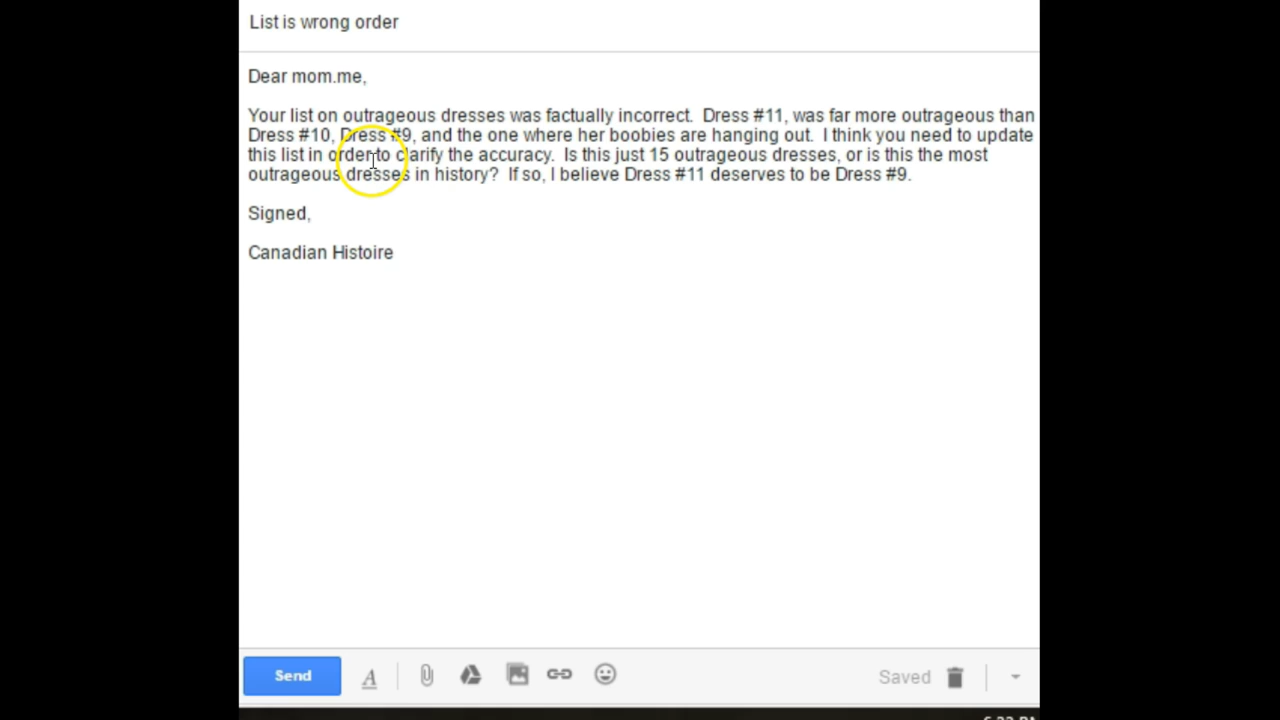 List is wrong order
Dear mom.me,
Your list on outrageous dresses was factually incorrect.  Dress #11, was far more outrageous than
Dress #10, Dress #9, and the one where her boobies are hanging out.  I think you need to update
this list in order to clarify the accuracy.  Is this just 15 outrageous dresses, or is this the most
outrageous dresses in history?  If so, I believe Dress #11 deserves to be Dress #9.
Signed,
Canadian Histoire
Send
Saved